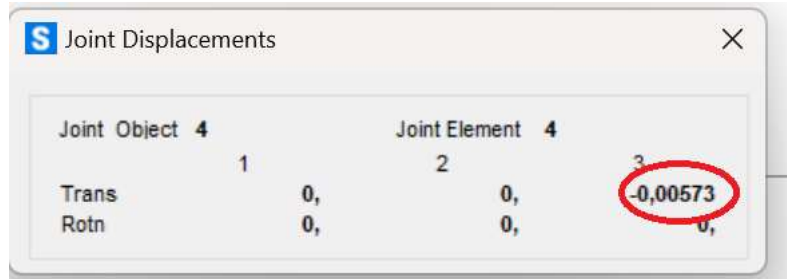 S Joint Displacements
Joint Object 4 Joint Element 4
1 2 3
Trans 0, 0, -0,00573
Rotn 0, 0, 0,